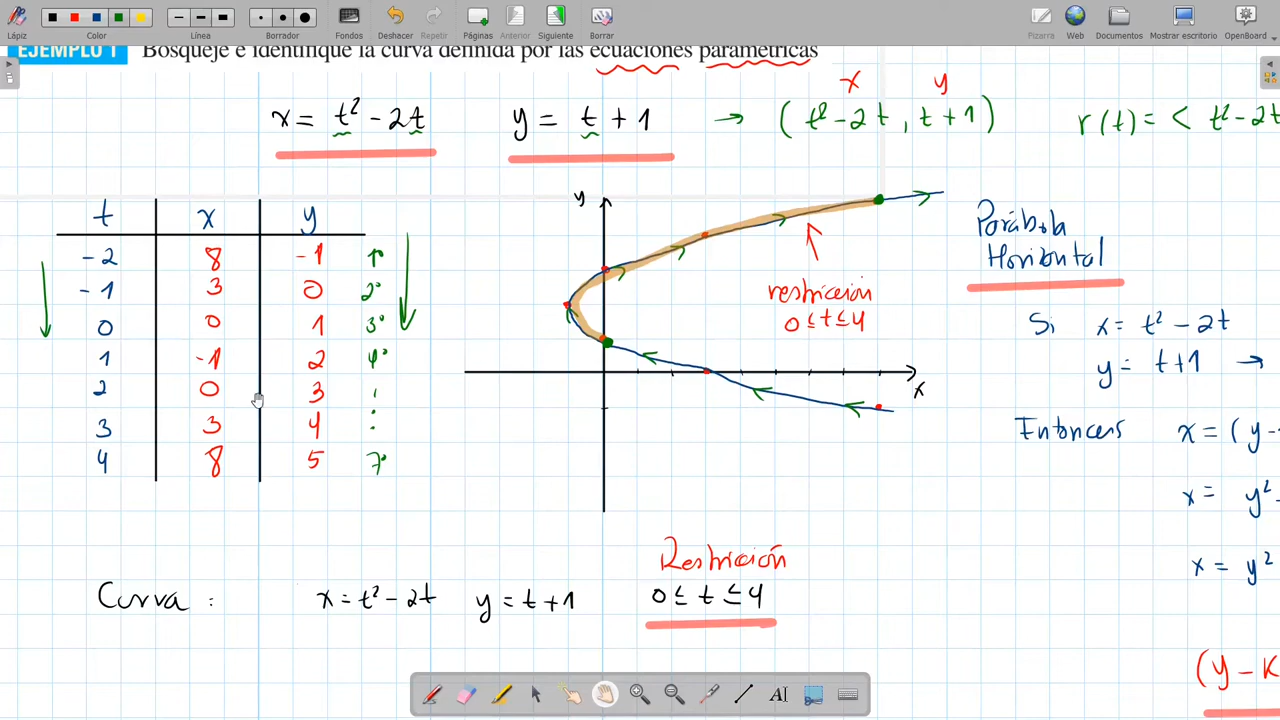 Lápiz Color Línea Borrador Fondos Deshacer Repetir Páginas Anterior Siguiente Borrar Pizarra Web Documentos Mostrar escritorio OpenBoard
EJEMPLO 1 Bosqueje e identifique la curva definida por las ecuaciones paramétricas
x y
x = t² - 2t y = t + 1 → (t² - 2t, t + 1) r(t) = < t² - 2t
t x y
-2 8 -1 1°
-1 3 0 2°
0 0 1 3°
1 -1 2 4°
2 0 3
3 3 4
4 8 5 7°
y
x
restricción
0 ≤ t ≤ 4
Parábola
Horizontal
Si x = t² - 2t
y = t + 1 →
Entonces x = (y -
x = y²
x = y²
Restricción
Curva : x = t² - 2t y = t + 1 0 ≤ t ≤ 4
(y - K
AI